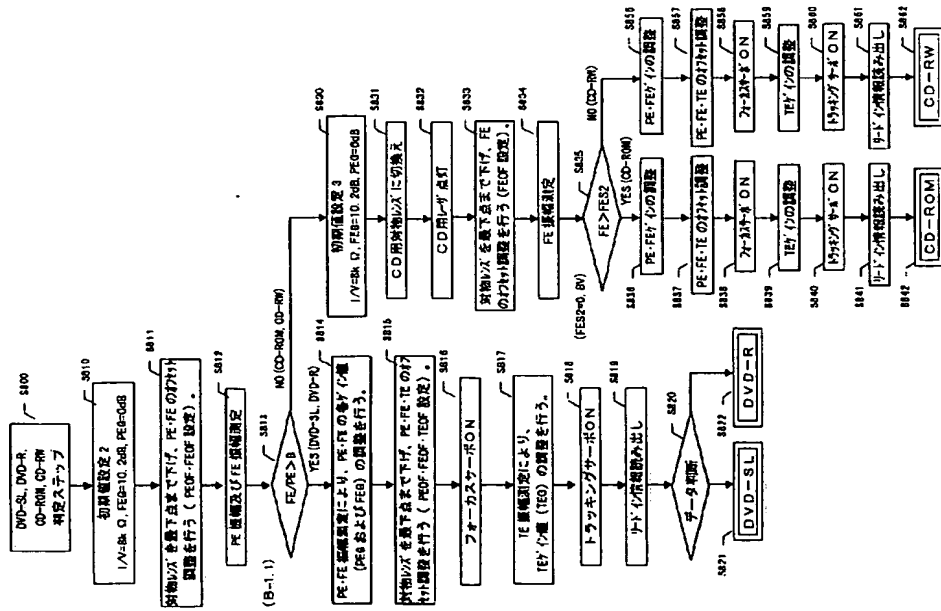 S800
DVD-SL, DVD-R,
CD-ROM, CD-RW
判定ステップ
S810
初期値設定 2
I/V=8k Ω, FEG=10. 2dB, PEG=0dB
S811
対物レンズを最下点まで下げ、PE・FEのオフセット
調整を行う ( PEOF・FEOF 設定)。
S812
PE 振幅及び FE 振幅測定
S813
FE/PE>B
(B=1. 1)
NO (CD-ROM, CD-RW)
YES (DVD-SL, DVD-R)
S814
PE・FE 振幅測定により、PE・FE の各ゲイン値
(PEG および FEG) の調整を行う。
S815
対物レンズを最下点まで下げ、PE・FE・TE のオフ
セット調整を行う ( PEOF・FEOF・TEOF 設定)。
S816
フォーカスサーボON
S817
TE 振幅測定により、
TEゲイン値 (TEG) の調整を行う。
S818
トラッキングサーボON
S819
リードイン情報読み出し
S820
データ判断
S821
DVD-SL
S822
DVD-R
S830
初期値設定 3
I/V=8k Ω, FEG=10. 2dB, PEG=0dB
S831
CD用対物レンズに切換え
S832
CD用レーザ点灯
S833
対物レンズを最下点まで下げ、FE
のオフセット調整を行う (FEOF 設定)。
S834
FE 振幅測定
S835
FE>FES2
(FES2=0. 8V)
NO (CD-RW)
YES (CD-ROM)
S836
PE・FEゲインの調整
S837
PE・FE・TE のオフセット調整
S838
フォーカスサーボ ON
S839
TEゲインの調整
S840
トラッキングサーボON
S841
リードイン情報読み出し
S842
CD-ROM
S856
PE・FEゲインの調整
S857
PE・FE・TE のオフセット調整
S858
フォーカスサーボ ON
S859
TEゲインの調整
S860
トラッキングサーボON
S861
リードイン情報読み出し
S862
CD-RW